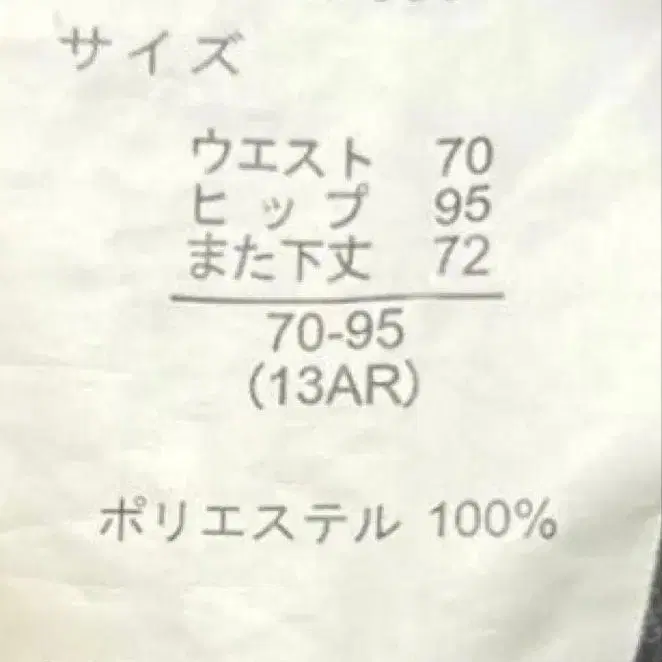 サイズ
ウエスト 70
ヒップ 95
また下丈 72
70-95
(13AR)
ポリエステル 100%